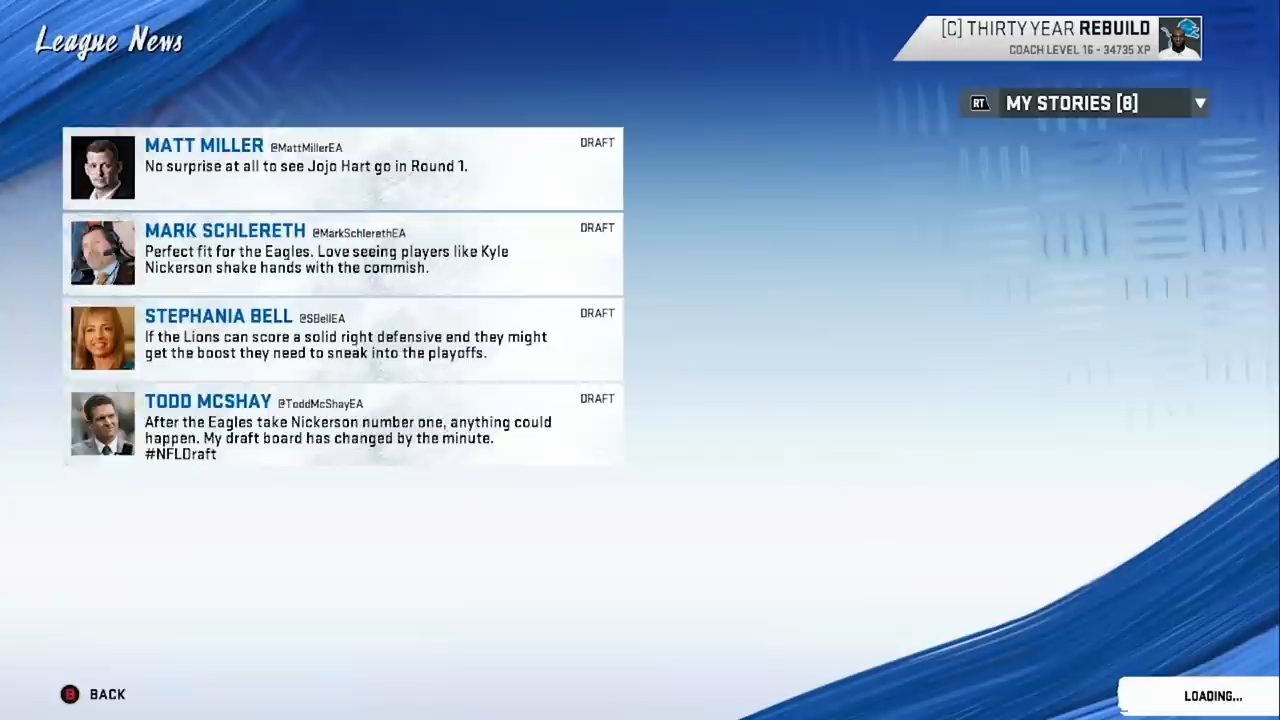 League News
[C] THIRTY YEAR REBUILD
COACH LEVEL 16 - 34735 XP
RT MY STORIES [8]
MATT MILLER @MattMillerEA DRAFT
No surprise at all to see Jojo Hart go in Round 1.
MARK SCHLERETH @MarkSchlerethEA DRAFT
Perfect fit for the Eagles. Love seeing players like Kyle
Nickerson shake hands with the commish.
STEPHANIA BELL @SBellEA DRAFT
If the Lions can score a solid right defensive end they might
get the boost they need to sneak into the playoffs.
TODD MCSHAY @ToddMcShayEA DRAFT
After the Eagles take Nickerson number one, anything could
happen. My draft board has changed by the minute.
#NFLDraft
B BACK
LOADING...